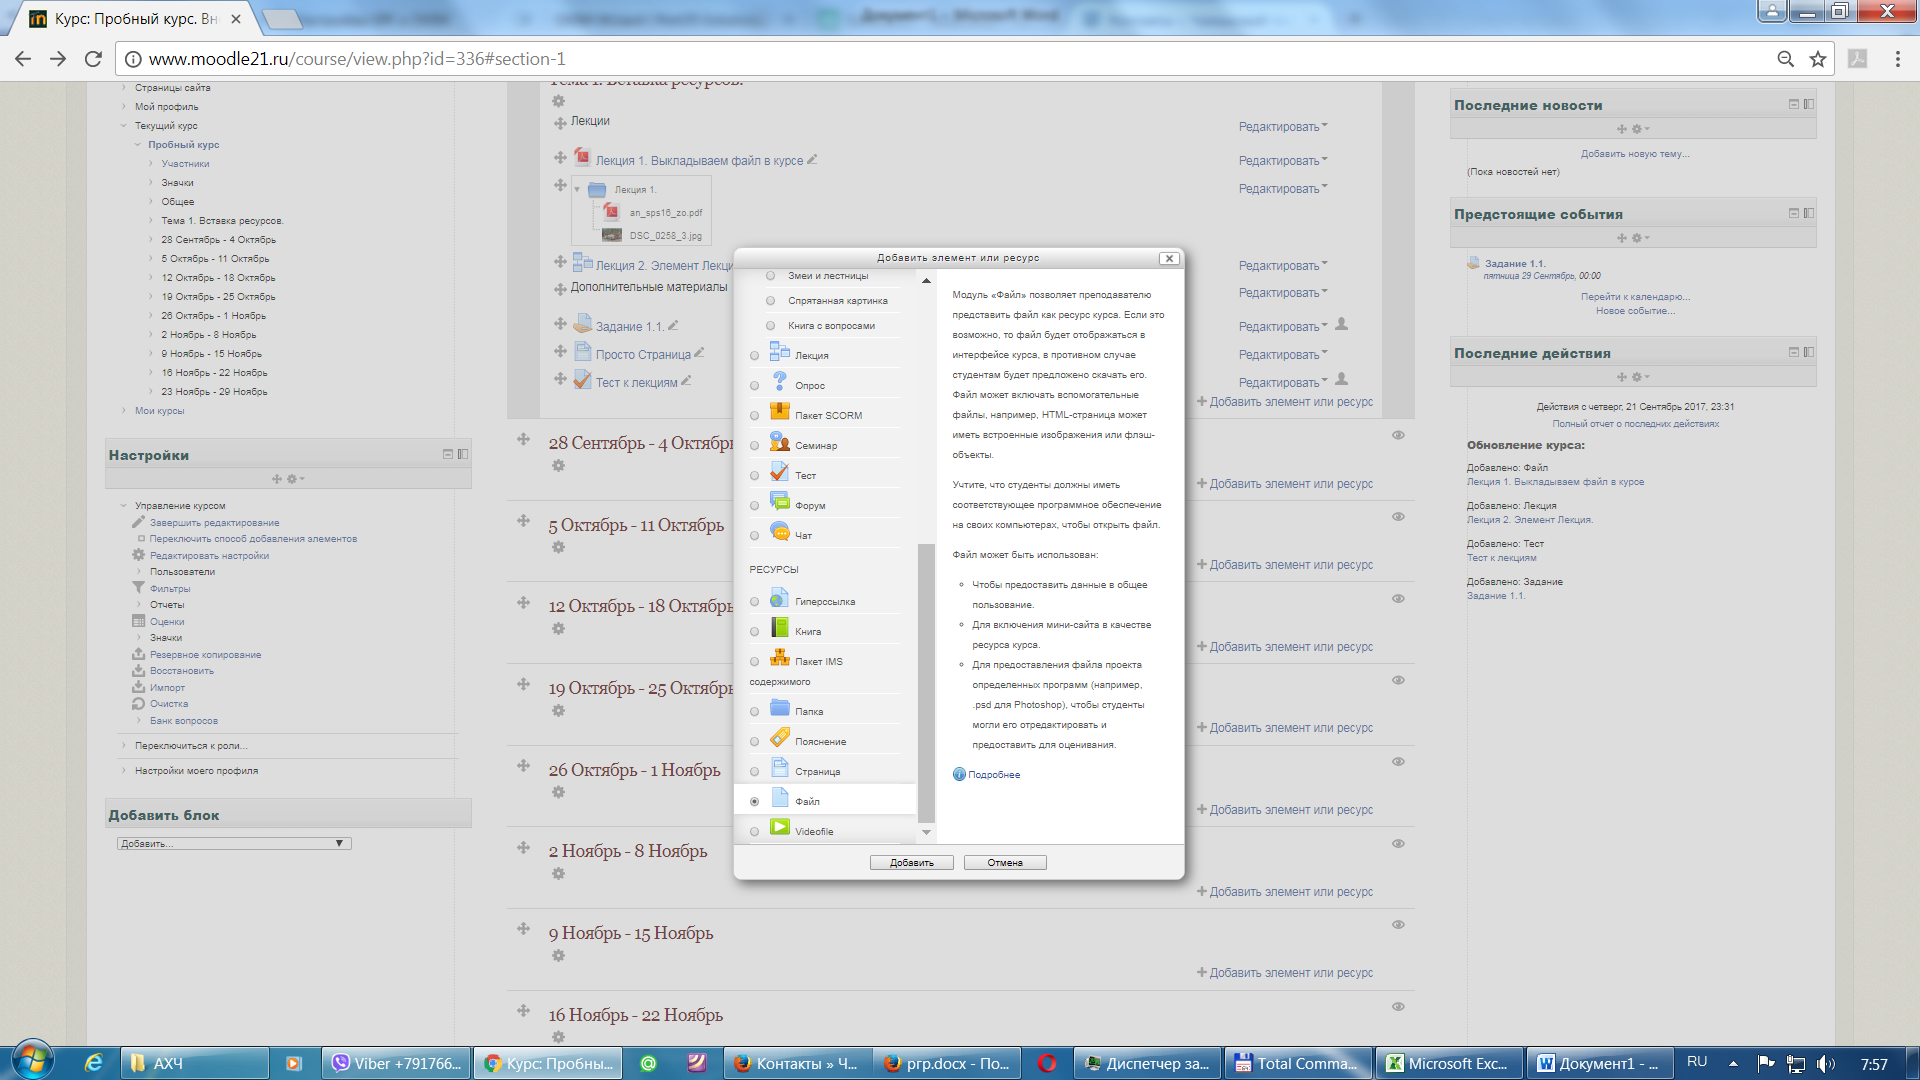 Курс: Пробный курс. Вн
www.moodle21.ru/course/view.php?id=336#section-1
Страницы сайта
Мой профиль
Текущий курс
Пробный курс
Участники
Значки
Общее
Тема 1. Вставка ресурсов.
28 Сентябрь - 4 Октябрь
5 Октябрь - 11 Октябрь
12 Октябрь - 18 Октябрь
19 Октябрь - 25 Октябрь
26 Октябрь - 1 Ноябрь
2 Ноябрь - 8 Ноябрь
9 Ноябрь - 15 Ноябрь
16 Ноябрь - 22 Ноябрь
23 Ноябрь - 29 Ноябрь
Мои курсы
Настройки
Управление курсом
Завершить редактирование
Переключить способ добавления элементов
Редактировать настройки
Пользователи
Фильтры
Отчеты
Оценки
Значки
Резервное копирование
Восстановить
Импорт
Очистка
Банк вопросов
Переключиться к роли...
Настройки моего профиля
Добавить блок
Добавить...
Тема 1. Вставка ресурсов.
Лекции
Редактировать
Лекция 1. Выкладываем файл в курсе
Редактировать
Лекция 1.
Редактировать
an_sps16_zo.pdf
DSC_0258_3.jpg
Лекция 2. Элемент Лекци
Редактировать
Дополнительные материалы
Редактировать
Задание 1.1.
Редактировать
Просто Страница
Редактировать
Тест к лекциям
Редактировать
Добавить элемент или ресурс
28 Сентябрь - 4 Октябрь
Добавить элемент или ресурс
5 Октябрь - 11 Октябрь
Добавить элемент или ресурс
12 Октябрь - 18 Октябрь
Добавить элемент или ресурс
19 Октябрь - 25 Октябрь
Добавить элемент или ресурс
26 Октябрь - 1 Ноябрь
Добавить элемент или ресурс
2 Ноябрь - 8 Ноябрь
Добавить элемент или ресурс
9 Ноябрь - 15 Ноябрь
Добавить элемент или ресурс
16 Ноябрь - 22 Ноябрь
Добавить элемент или ресурс
Змеи и лестницы
Спрятанная картинка
Книга с вопросами
Лекция
Опрос
Пакет SCORM
Семинар
Тест
Форум
Чат
РЕСУРСЫ
Гиперссылка
Книга
Пакет IMS
содержимого
Папка
Пояснение
Страница
Файл
Videofile
Модуль «Файл» позволяет преподавателю
представить файл как ресурс курса. Если это
возможно, то файл будет отображаться в
интерфейсе курса, в противном случае
студентам будет предложено скачать его.
Файл может включать вспомогательные
файлы, например, HTML-страница может
иметь встроенные изображения или флэш-
объекты.
Учтите, что студенты должны иметь
соответствующее программное обеспечение
на своих компьютерах, чтобы открыть файл.
Файл может быть использован:
Чтобы предоставить данные в общее
пользование.
Для включения мини-сайта в качестве
ресурса курса.
Для предоставления файла проекта
определенных программ (например,
.psd для Photoshop), чтобы студенты
могли его отредактировать и
предоставить для оценивания.
Подробнее
Добавить
Отмена
Последние новости
Добавить новую тему...
(Пока новостей нет)
Предстоящие события
Задание 1.1.
пятница 29 Сентябрь, 00:00
Перейти к календарю...
Новое событие...
Последние действия
Действия с четверг, 21 Сентябрь 2017, 23:31
Полный отчет о последних действиях
Обновление курса:
Добавлено: Файл
Лекция 1. Выкладываем файл в курсе
Добавлено: Лекция
Лекция 2. Элемент Лекция.
Добавлено: Тест
Тест к лекциям
Добавлено: Задание
Задание 1.1.
АХЧ
Viber +791766...
Курс: Пробны...
Контакты » Ч...
prp.docx - По...
Диспетчер за...
Total Comma...
Microsoft Exc...
Документ1 - ...
RU
7:57